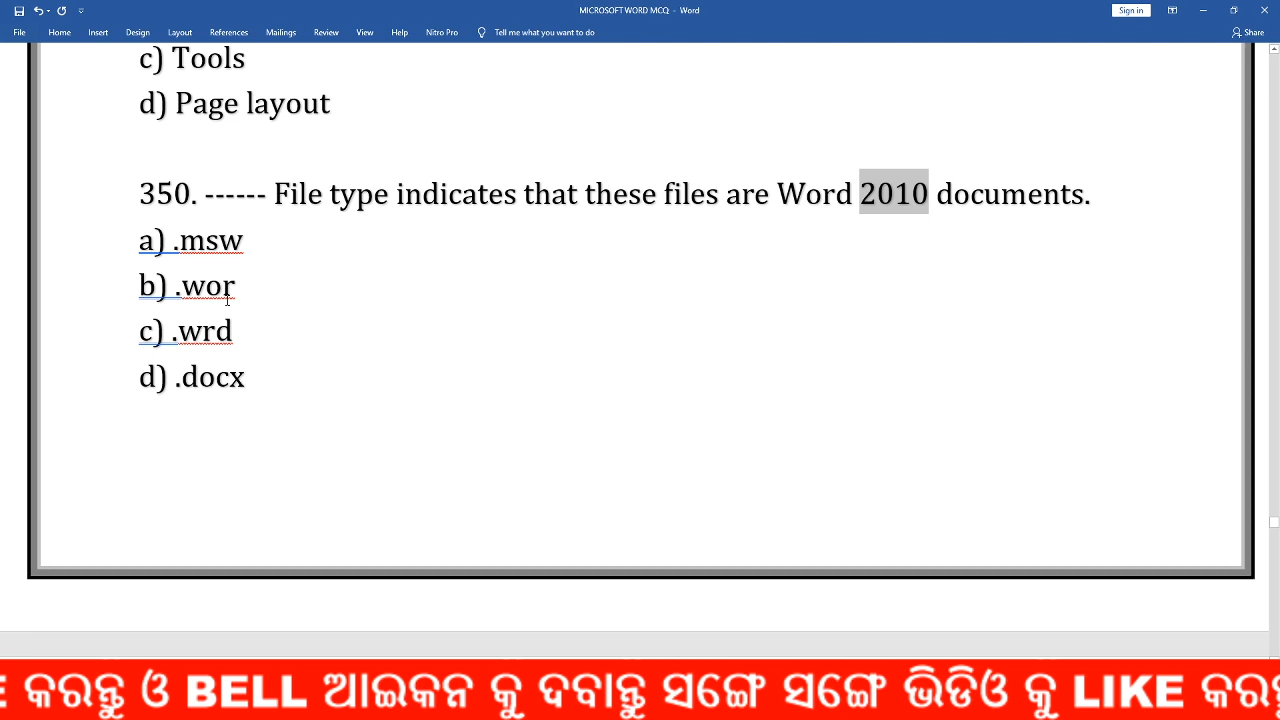 MICROSOFT WORD MCQ - Word
Sign in
File Home Insert Design Layout References Mailings Review View Help Nitro Pro Tell me what you want to do Share
c) Tools
d) Page layout
350. ------ File type indicates that these files are Word 2010 documents.
a) .msw
b) .wor
c) .wrd
d) .docx
E କରନ୍ତୁ ଓ BELL ଆଇକନ କୁ ଦବାନ୍ତୁ ସଙ୍ଗେ ସଙ୍ଗେ ଭିଡିଓ କୁ LIKE କର